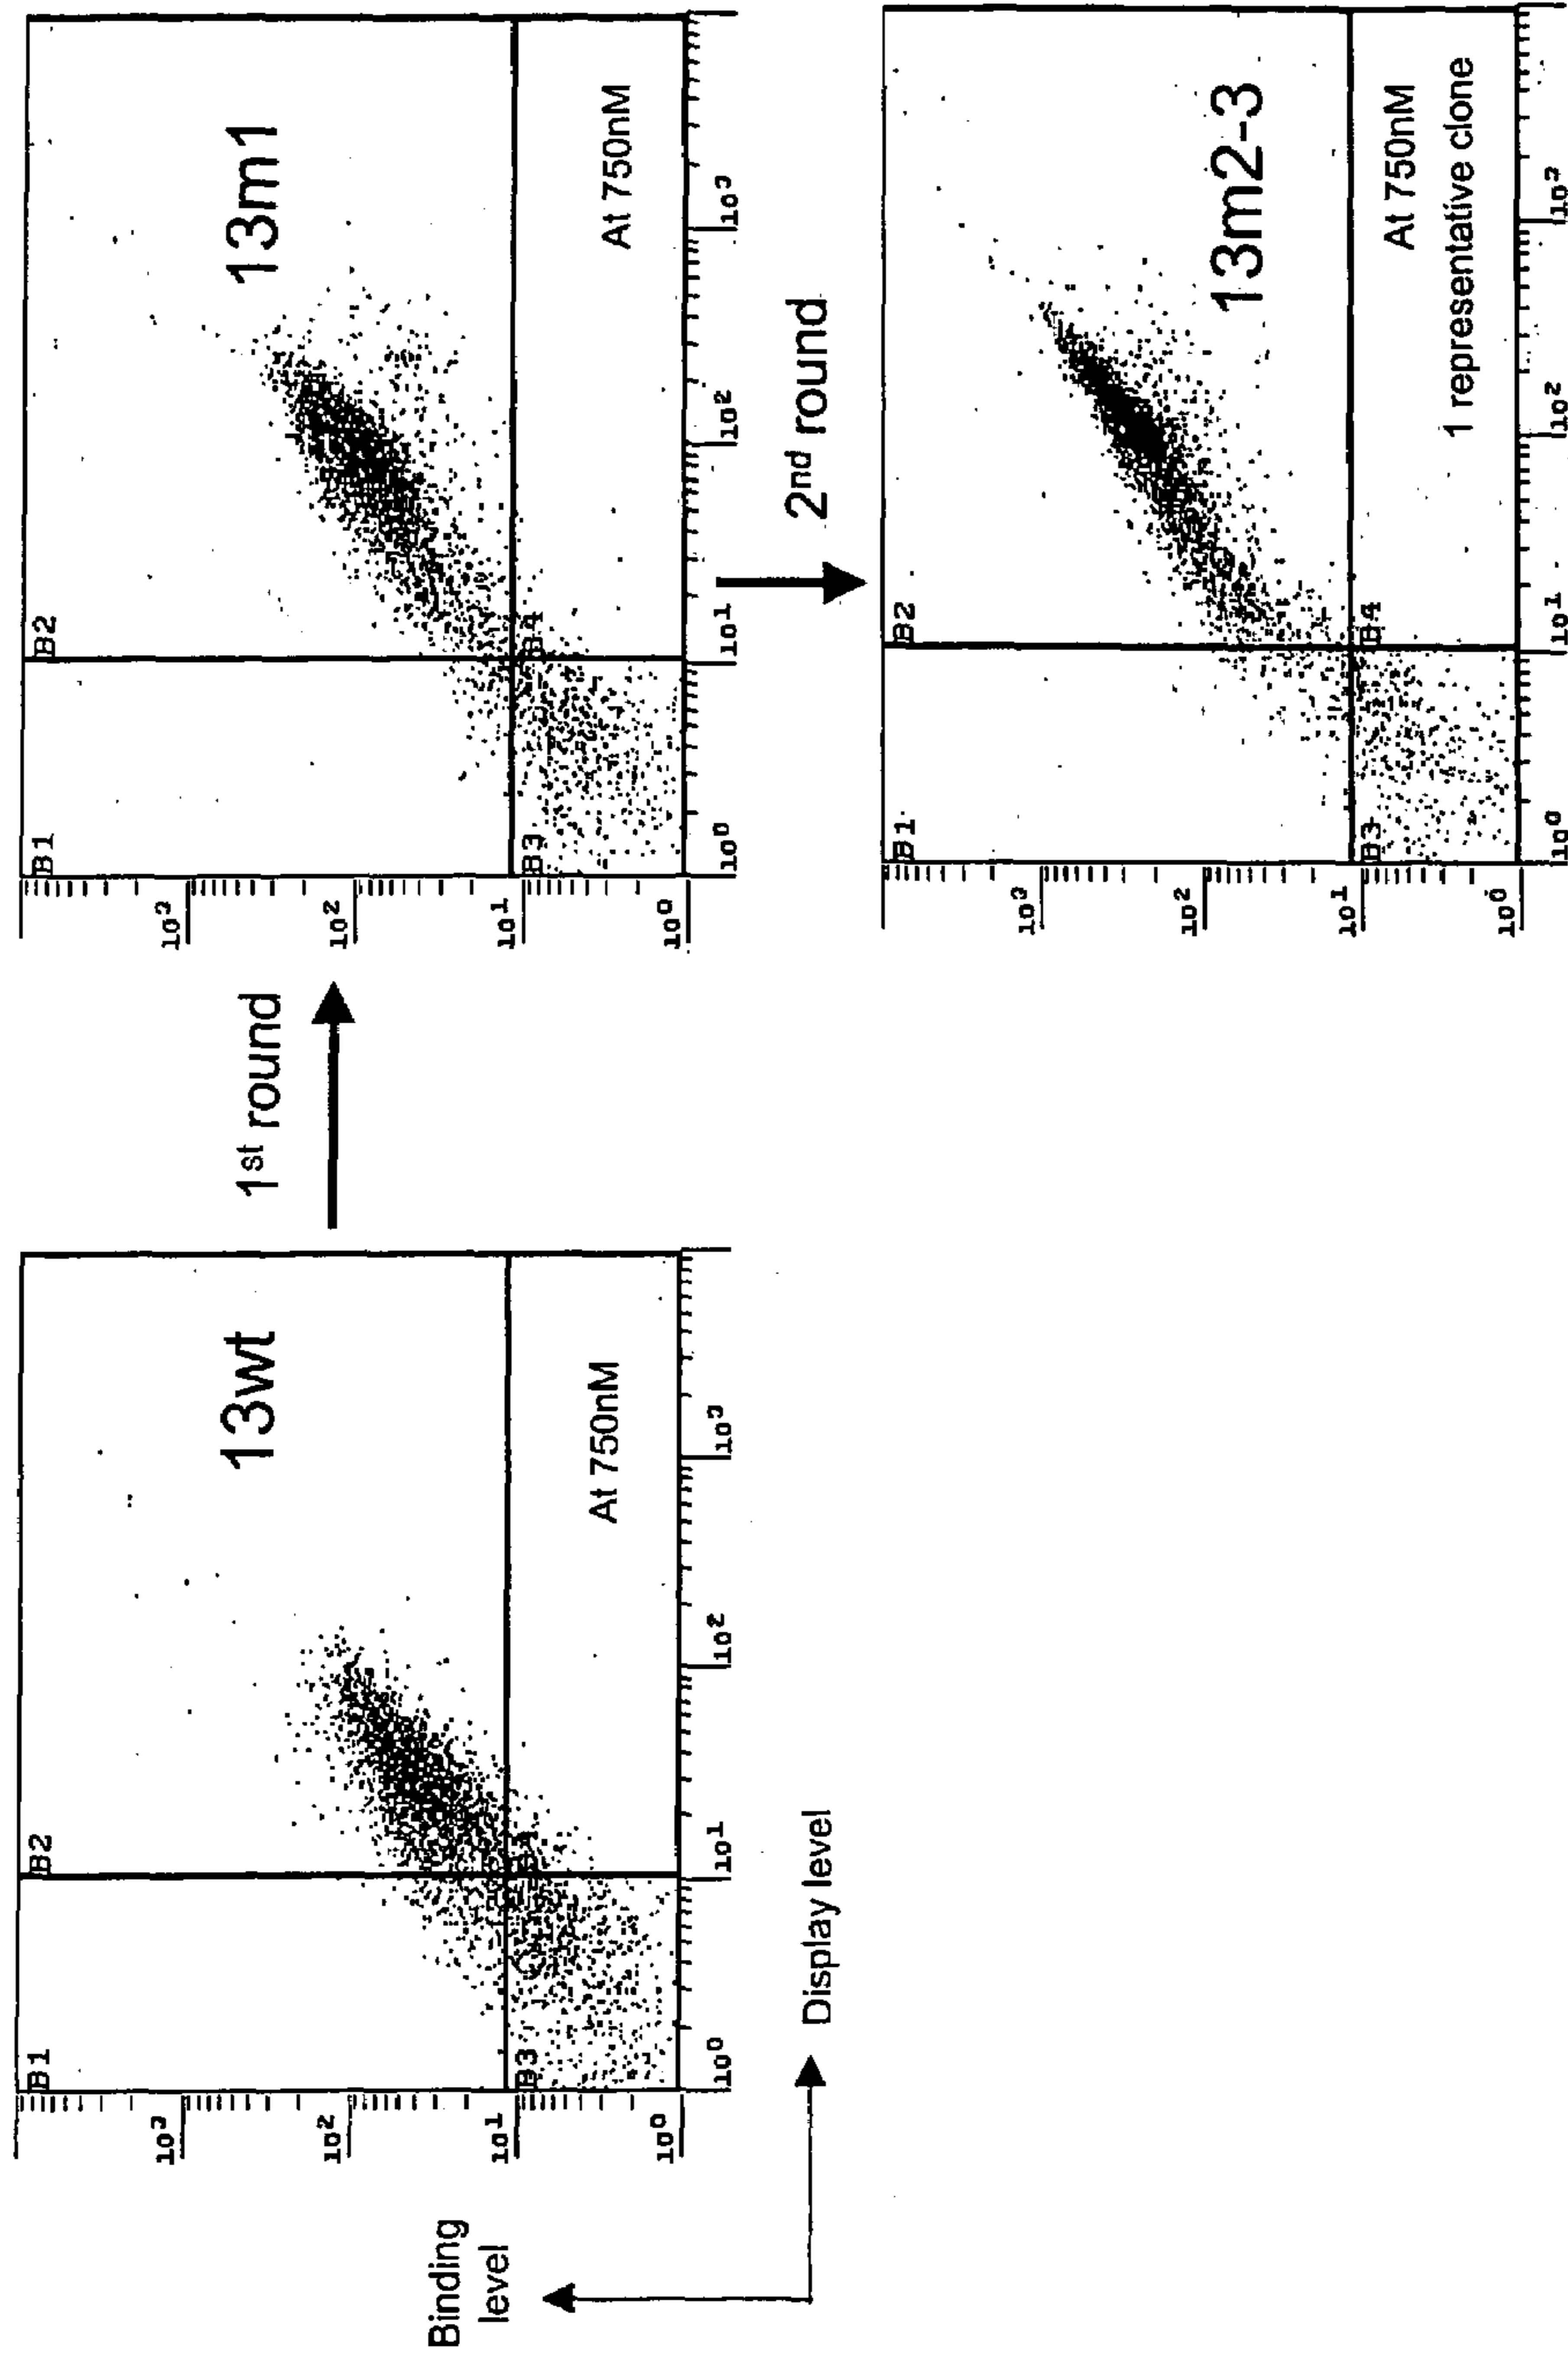 13wt
B1
B2
B3
At 750nM
10³
10²
10¹
10⁰
10⁰
10¹
10²
10³
Binding
level
Display level
1st round
13m1
B1
B2
B3
B4
At 750nM
10³
10²
10¹
10⁰
10⁰
10¹
10²
10³
2nd round
13m2-3
B1
B2
B3
B4
At 750nM
1 representative clone
10³
10²
10¹
10⁰
10⁰
10¹
10²
10³